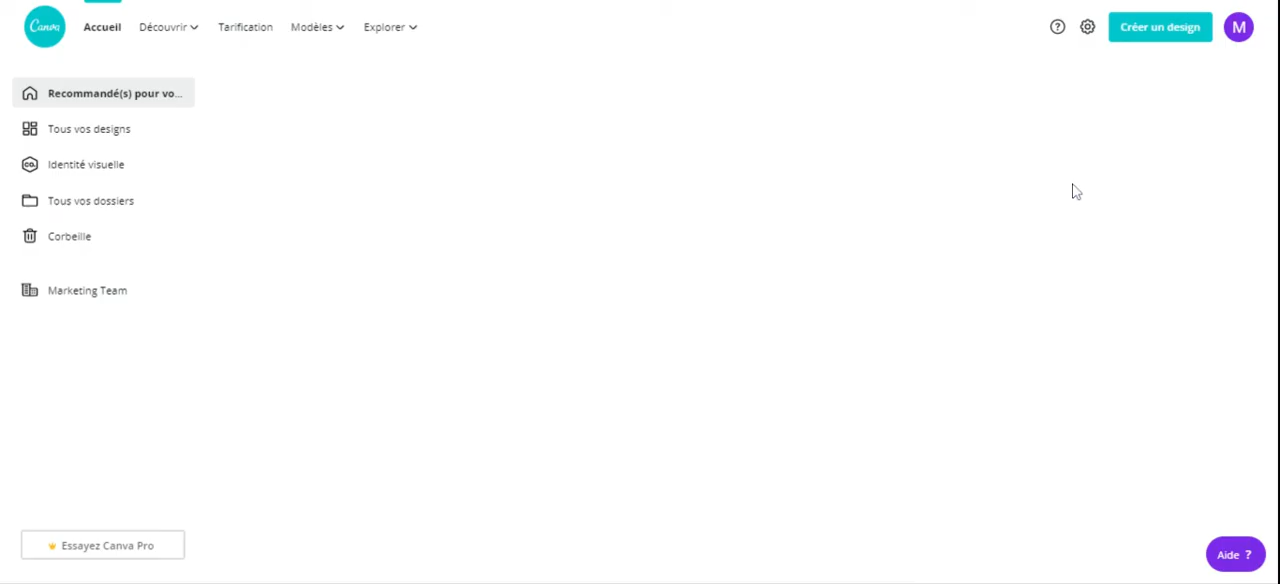 Canva Accueil Découvrir Tarification Modèles Explorer ? Créer un design M
Recommandé(s) pour vo...
Tous vos designs
CO. Identité visuelle
Tous vos dossiers
Corbeille
Marketing Team
Essayez Canva Pro
Aide ?